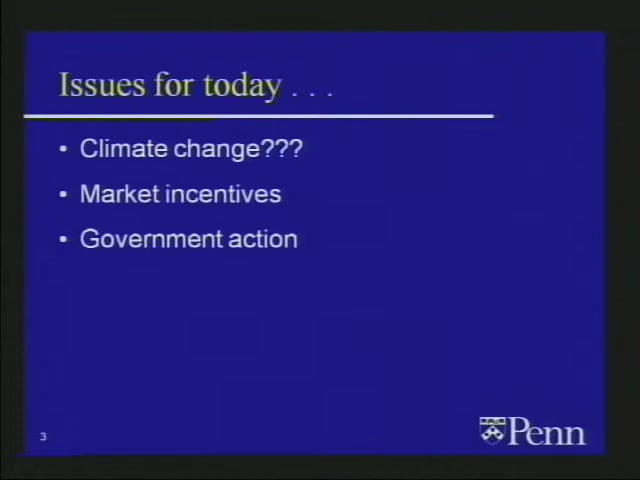 Issues for today . . .
• Climate change???
• Market incentives
• Government action
3
Penn